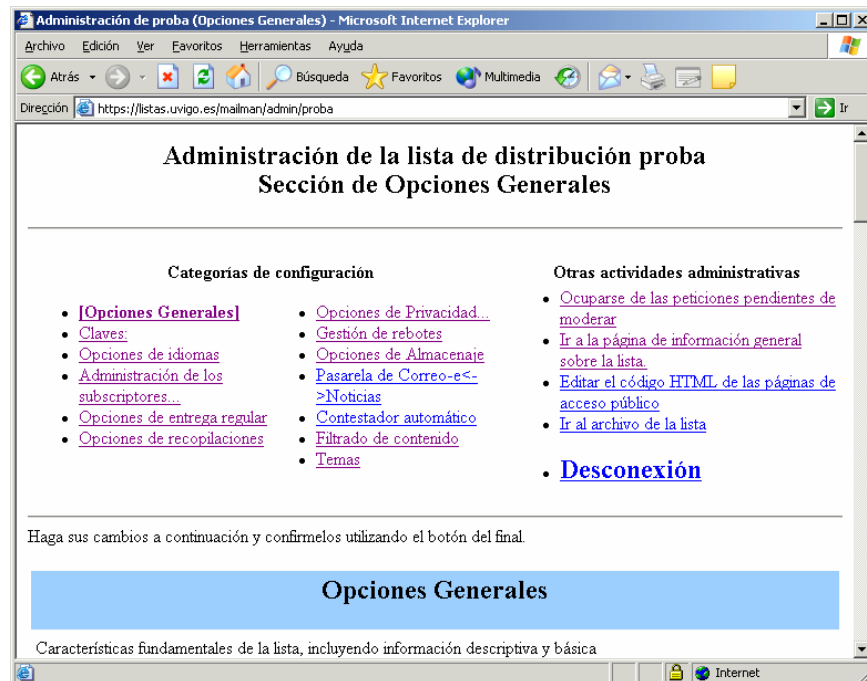 Administración de proba (Opciones Generales) - Microsoft Internet Explorer
Archivo Edición Ver Favoritos Herramientas Ayuda
Atrás Búsqueda Favoritos Multimedia
Dirección https://listas.uvigo.es/mailman/admin/proba Ir
Administración de la lista de distribución proba
Sección de Opciones Generales
Categorías de configuración
[Opciones Generales]
Claves:
Opciones de idiomas
Administración de los
subscriptores...
Opciones de entrega regular
Opciones de recopilaciones
Opciones de Privacidad...
Gestión de rebotes
Opciones de Almacenaje
Pasarela de Correo-e<-
>Noticias
Contestador automático
Filtrado de contenido
Temas
Otras actividades administrativas
Ocuparse de las peticiones pendientes de
moderar
Ir a la página de información general
sobre la lista.
Editar el código HTML de las páginas de
acceso público
Ir al archivo de la lista
Desconexión
Haga sus cambios a continuación y confirmelos utilizando el botón del final.
Opciones Generales
Características fundamentales de la lista, incluyendo información descriptiva y básica
Internet